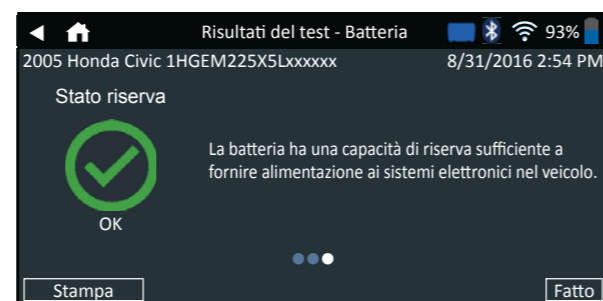 Risultati del test - Batteria 93%
2005 Honda Civic 1HGEM225X5Lxxxxxx 8/31/2016 2:54 PM
Stato riserva
La batteria ha una capacità di riserva sufficiente a
fornire alimentazione ai sistemi elettronici nel veicolo.
OK
Stampa Fatto